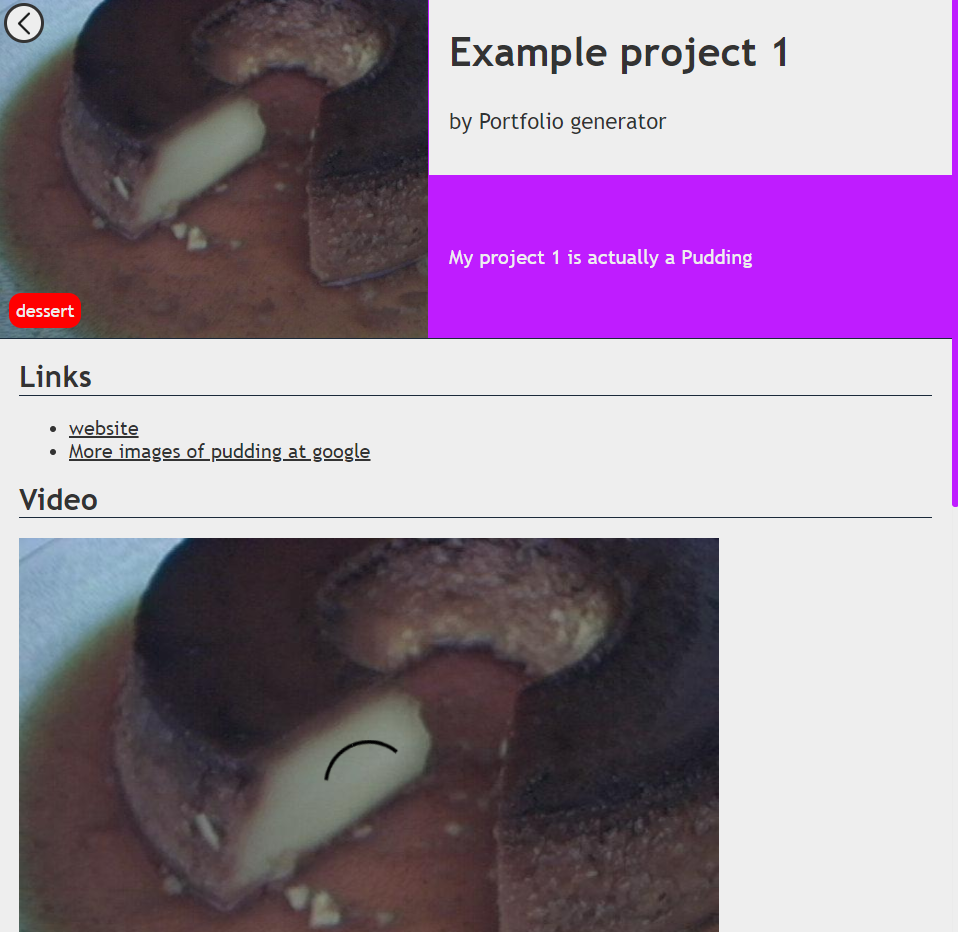 Example project 1
by Portfolio generator
My project 1 is actually a Pudding
dessert
Links
website
More images of pudding at google
Video